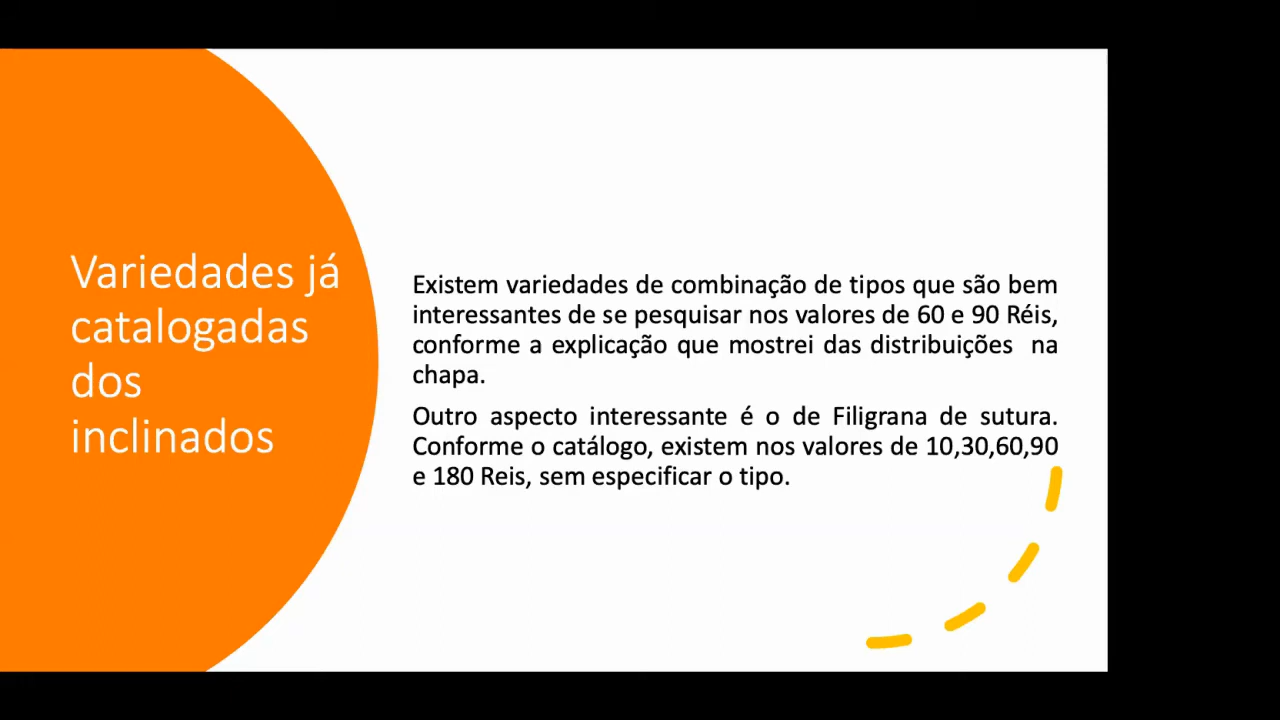 Variedades já
catalogadas
dos
inclinados
Existem variedades de combinação de tipos que são bem
interessantes de se pesquisar nos valores de 60 e 90 Réis,
conforme a explicação que mostrei das distribuições na
chapa.
Outro aspecto interessante é o de Filigrana de sutura.
Conforme o catálogo, existem nos valores de 10,30,60,90
e 180 Reis, sem especificar o tipo.